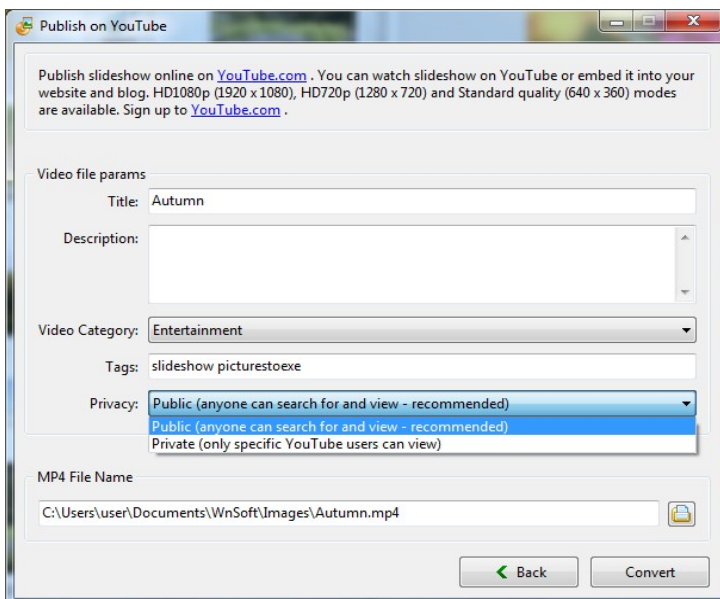 Publish on YouTube
Publish slideshow online on YouTube.com . You can watch slideshow on YouTube or embed it into your
website and blog. HD1080p (1920 x 1080), HD720p (1280 x 720) and Standard quality (640 x 360) modes
are available. Sign up to YouTube.com .
Video file params
Title: Autumn
Description:
Video Category: Entertainment
Tags: slideshow picturestoexe
Privacy: Public (anyone can search for and view - recommended)
Public (anyone can search for and view - recommended)
Private (only specific YouTube users can view)
MP4 File Name
C:\Users\user\Documents\WnSoft\Images\Autumn.mp4
Back Convert